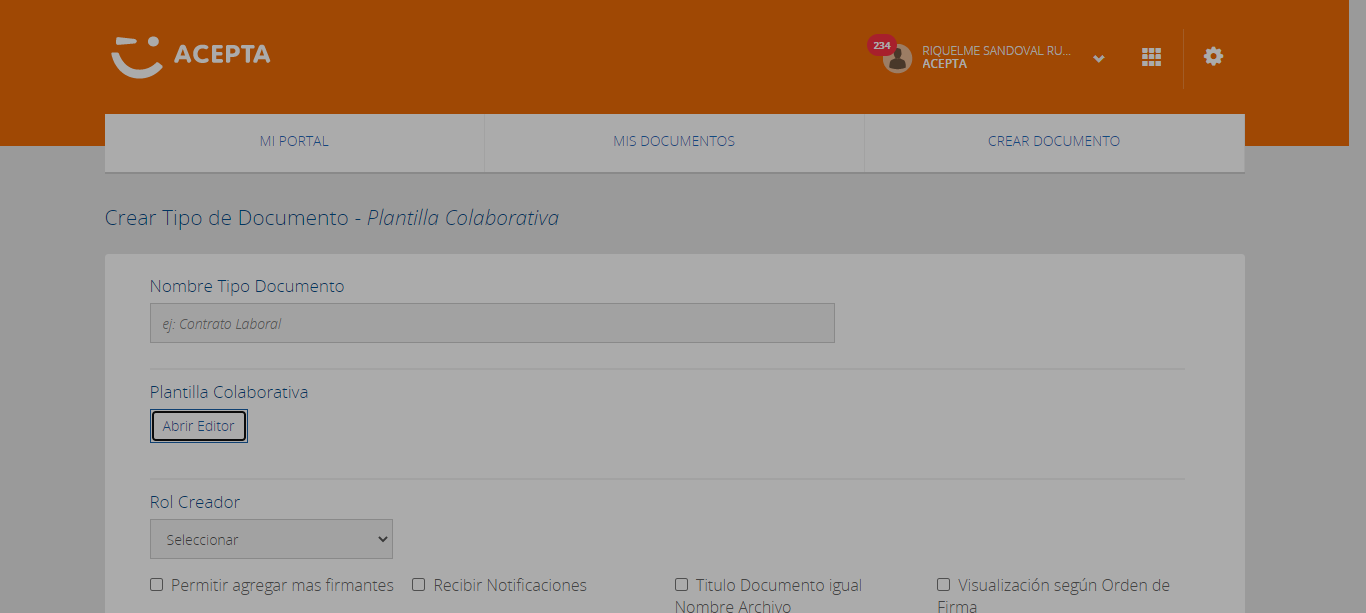 ACEPTA
234
RIQUELME SANDOVAL RU...
ACEPTA
MI PORTAL
MIS DOCUMENTOS
CREAR DOCUMENTO
Crear Tipo de Documento - Plantilla Colaborativa
Nombre Tipo Documento
ej: Contrato Laboral
Plantilla Colaborativa
Abrir Editor
Rol Creador
Seleccionar
Permitir agregar mas firmantes
Recibir Notificaciones
Titulo Documento igual
Nombre Archivo
Visualización según Orden de
Firma